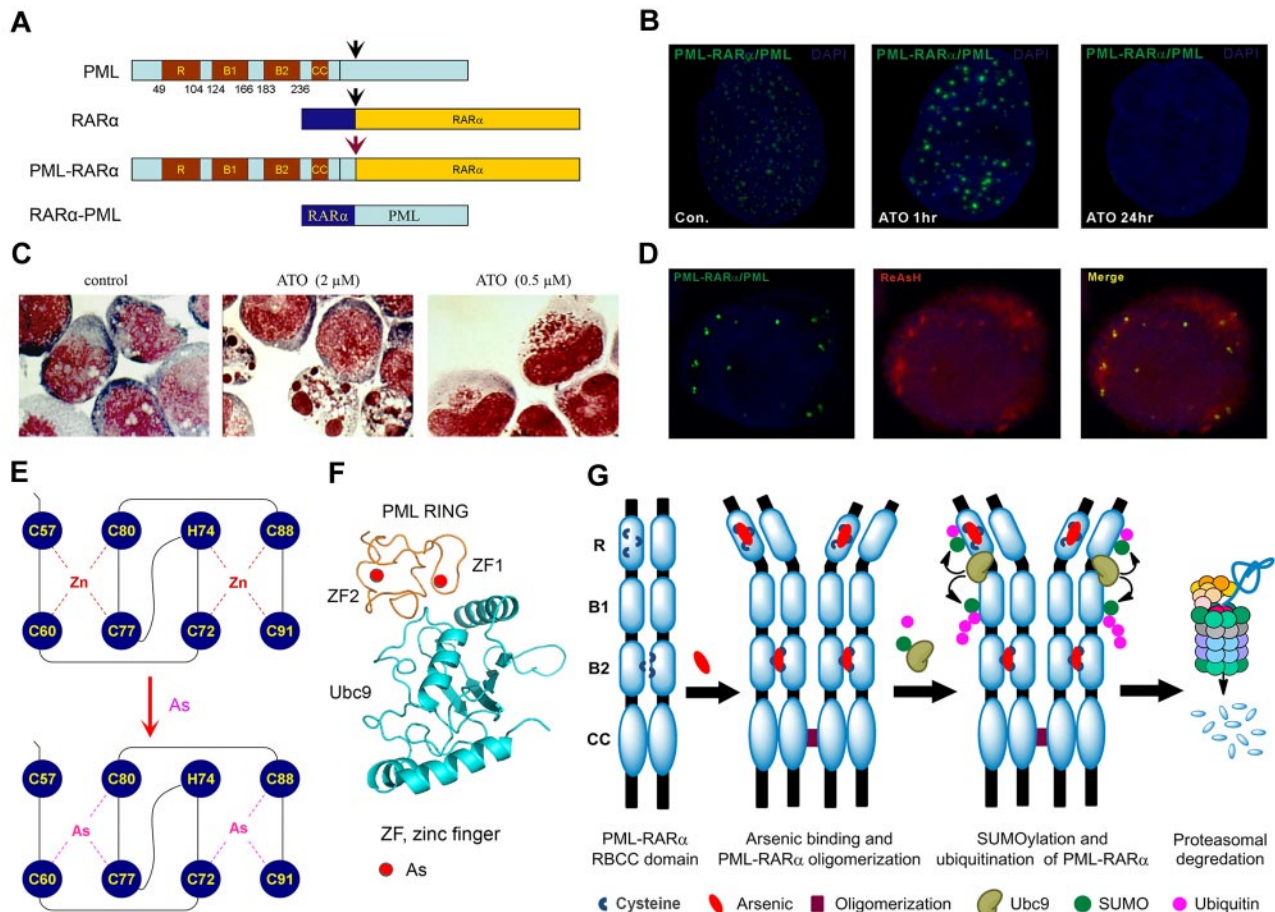 A
PML
R
B1
B2
CC
49
104
124
166
183
236
RARα
RARα
PML-RARα
R
B1
B2
CC
RARα
RARα-PML
RARα
PML
B
PML-RARα/PML
DAPI
Con.
PML-RARα/PML
DAPI
ATO 1hr
PML-RARα/PML
DAPI
ATO 24hr
C
control
ATO (2 µM)
ATO (0.5 µM)
D
PML-RARα/PML
ReAsH
Merge
E
C57
C80
H74
C88
Zn
Zn
C60
C77
C72
C91
As
C57
C80
H74
C88
As
As
C60
C77
C72
C91
F
PML RING
ZF1
ZF2
Ubc9
ZF, zinc finger
As
G
R
B1
B2
CC
PML-RARα
RBCC domain
Arsenic binding and
PML-RARα oligomerization
SUMOylation and
ubiquitination of PML-RARα
Proteasomal
degredation
Cysteine
Arsenic
Oligomerization
Ubc9
SUMO
Ubiquitin